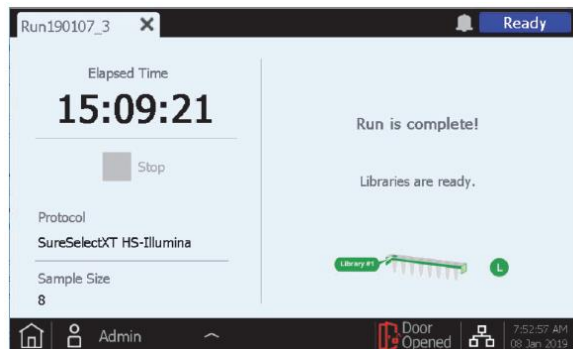 Run190107_3
Ready
Elapsed Time
15:09:21
Stop
Protocol
SureSelectXT HS-Illumina
Sample Size
8
Run is complete!
Libraries are ready.
Library #1
L
Admin
Door
Opened
7:52:57 AM
08 Jan 2019